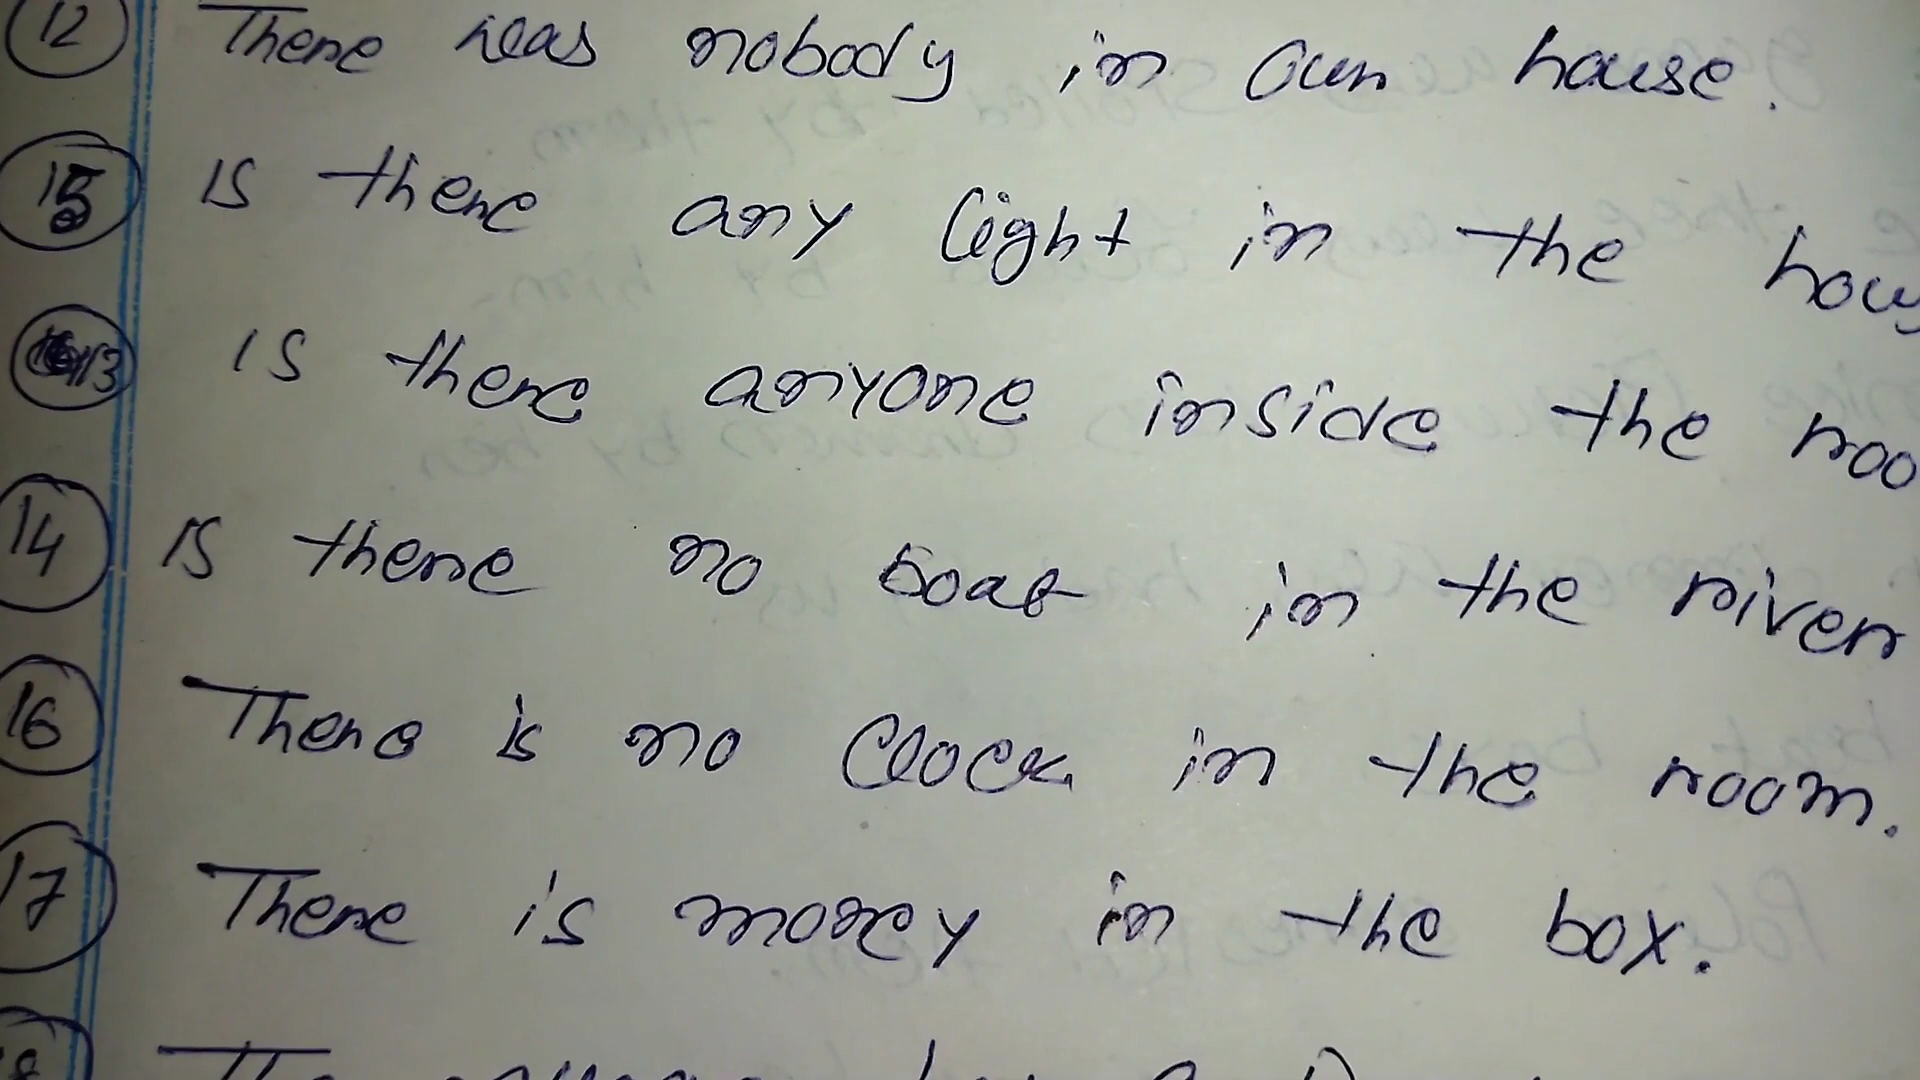 12 There was nobody in our house.
15 Is there any light in the hous
13 Is there anyone inside the roo
14 Is there no boat in the river
16 There is no clock in the room.
17 There is money in the box.
18